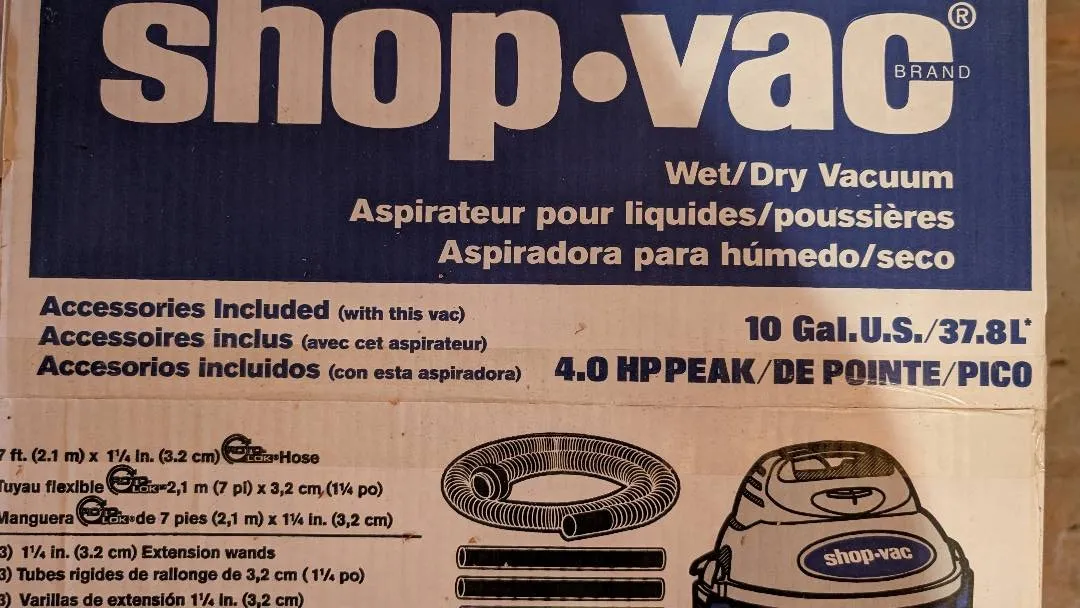 shop·vac®
BRAND
Wet/Dry Vacuum
Aspirateur pour liquides/poussières
Aspiradora para húmedo/seco
Accessories Included (with this vac)
Accessoires inclus (avec cet aspirateur)
Accesorios incluidos (con esta aspiradora)
10 Gal.U.S./37.8L*
4.0 HP PEAK/DE POINTE/PICO
7 ft. (2.1 m) x 1¼ in. (3.2 cm) LOK® Hose
Tuyau flexible LOK® 2,1 m (7 pi) x 3,2 cm (1¼ po)
Manguera LOK® de 7 pies (2,1 m) x 1¼ in. (3,2 cm)
3) 1¼ in. (3.2 cm) Extension wands
3) Tubes rigides de rallonge de 3,2 cm (1¼ po)
3) Varillas de extensión 1¼ in. (3,2 cm)
shop·vac